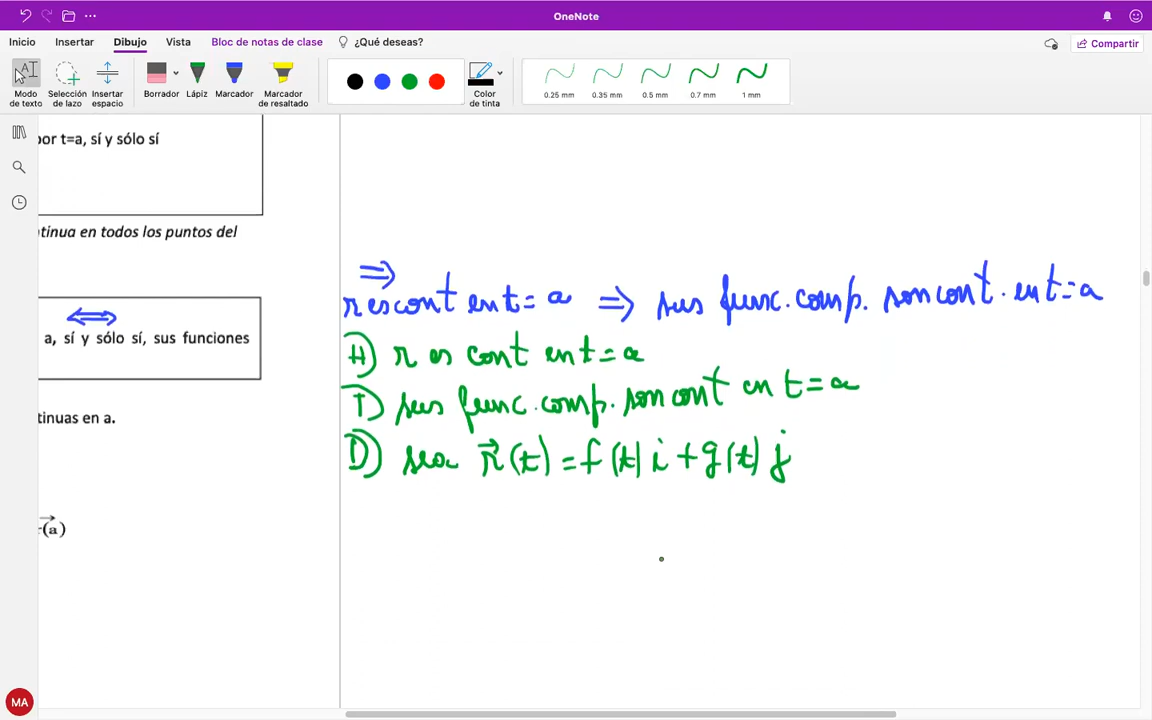 OneNote
Inicio Insertar Dibujo Vista Bloc de notas de clase ¿Qué deseas? Compartir
Modo de texto Selección de lazo Insertar espacio Borrador Lápiz Marcador Marcador de resaltado Color de tinta 0.25 mm 0.35 mm 0.5 mm 0.7 mm 1 mm
por t=a, sí y sólo sí
tinua en todos los puntos del
a, sí y sólo sí, sus funciones
tinuas en a.
r⃗(a)
⇒
r es cont en t = a ⇒ sus func. comp. son cont. en t = a
H) r es cont en t = a
T) sus func. comp. son cont en t = a
D) sea r⃗(t) = f(t) i + g(t) j
MA